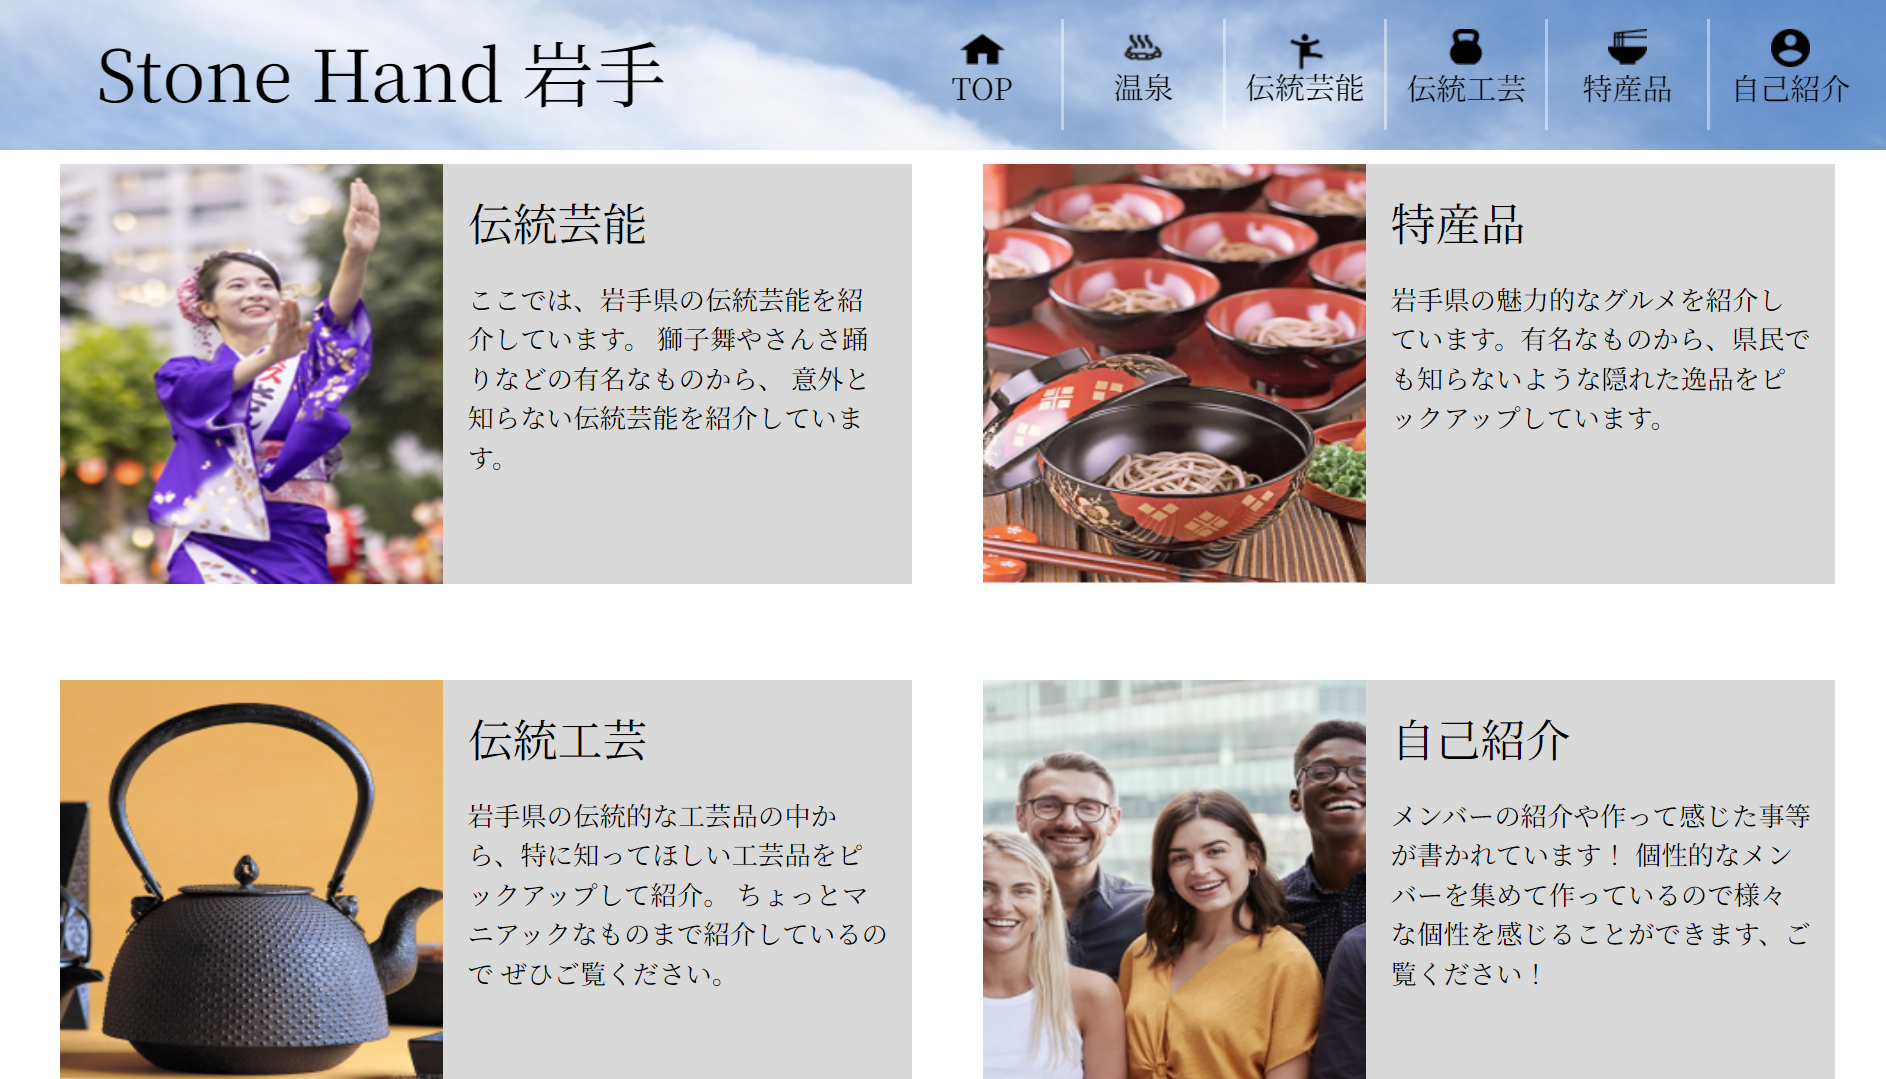 Stone Hand 岩手
TOP
温泉
伝統芸能
伝統工芸
特産品
自己紹介
伝統芸能
ここでは、岩手県の伝統芸能を紹
介しています。 獅子舞やさんさ踊
りなどの有名なものから、 意外と
知らない伝統芸能を紹介していま
す。
特産品
岩手県の魅力的なグルメを紹介し
ています。有名なものから、県民で
も知らないような隠れた逸品をピ
ックアップしています。
伝統工芸
岩手県の伝統的な工芸品の中か
ら、特に知ってほしい工芸品をピ
ックアップして紹介。 ちょっとマ
ニアックなものまで紹介しているの
で ぜひご覧ください。
自己紹介
メンバーの紹介や作って感じた事等
が書かれています！ 個性的なメン
バーを集めて作っているので様々
な個性を感じることができます、ご
覧ください！